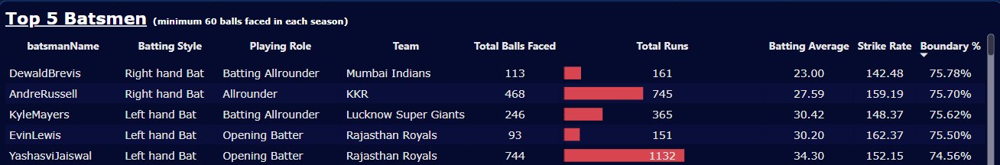 Top 5 Batsmen (minimum 60 balls faced in each season)
batsmanName Batting Style Playing Role Team Total Balls Faced Total Runs Batting Average Strike Rate Boundary %
DewaldBrevis Right hand Bat Batting Allrounder Mumbai Indians 113 161 23.00 142.48 75.78%
AndreRussell Right hand Bat Allrounder KKR 468 745 27.59 159.19 75.70%
KyleMayers Left hand Bat Batting Allrounder Lucknow Super Giants 246 365 30.42 148.37 75.62%
EvinLewis Left hand Bat Opening Batter Rajasthan Royals 93 151 30.20 162.37 75.50%
YashasviJaiswal Left hand Bat Opening Batter Rajasthan Royals 744 1132 34.30 152.15 74.56%